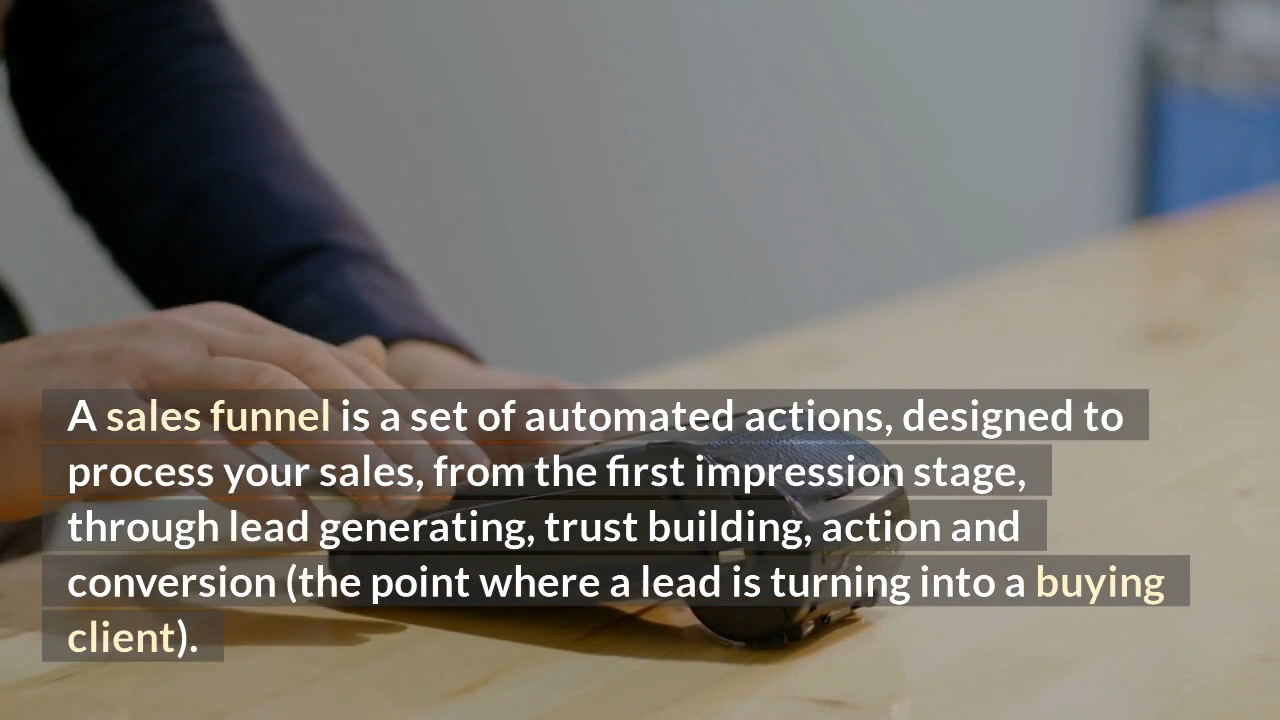 A sales funnel is a set of automated actions, designed to
process your sales, from the first impression stage,
through lead generating, trust building, action and
conversion (the point where a lead is turning into a buying
client).